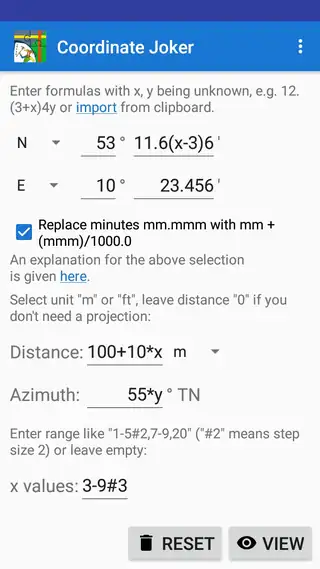 Coordinate Joker
Enter formulas with x, y being unknown, e.g. 12.
(3+x)4y or import from clipboard.
N 53 ° 11.6(x-3)6 '
E 10 ° 23.456 '
Replace minutes mm.mmm with mm +
(mmm)/1000.0
An explanation for the above selection
is given here.
Select unit "m" or "ft", leave distance "0" if you
don't need a projection:
Distance: 100+10*x m
Azimuth: 55*y ° TN
Enter range like "1-5#2,7-9,20" ("#2" means step
size 2) or leave empty:
x values: 3-9#3
RESET VIEW